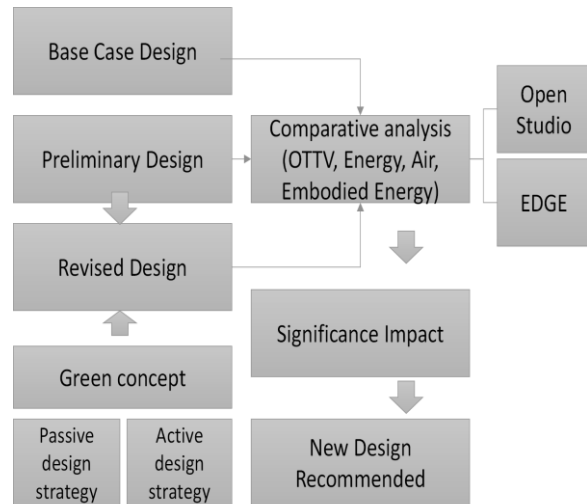 Base Case Design
Preliminary Design
Revised Design
Green concept
Passive
design
strategy
Active
design
strategy
Comparative analysis
(OTTV, Energy, Air,
Embodied Energy)
Significance Impact
New Design
Recommended
Open
Studio
EDGE